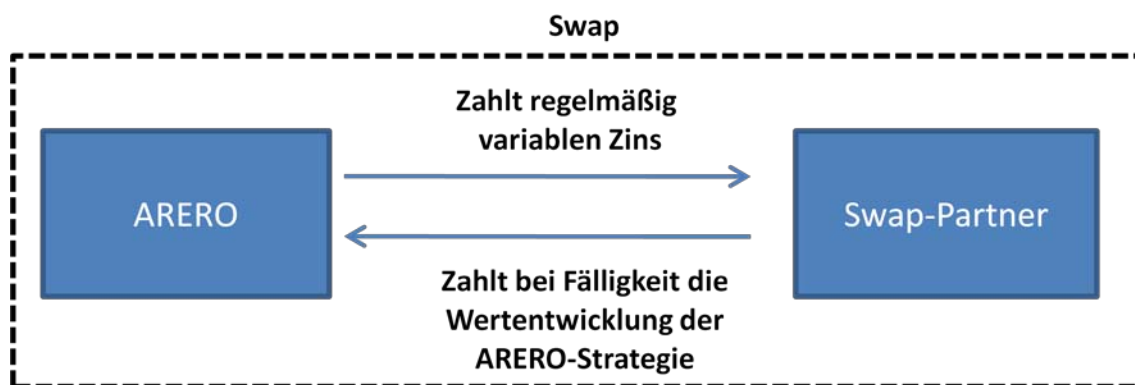 Swap
Zahlt regelmäßig
variablen Zins
ARERO
Swap-Partner
Zahlt bei Fälligkeit die
Wertentwicklung der
ARERO-Strategie